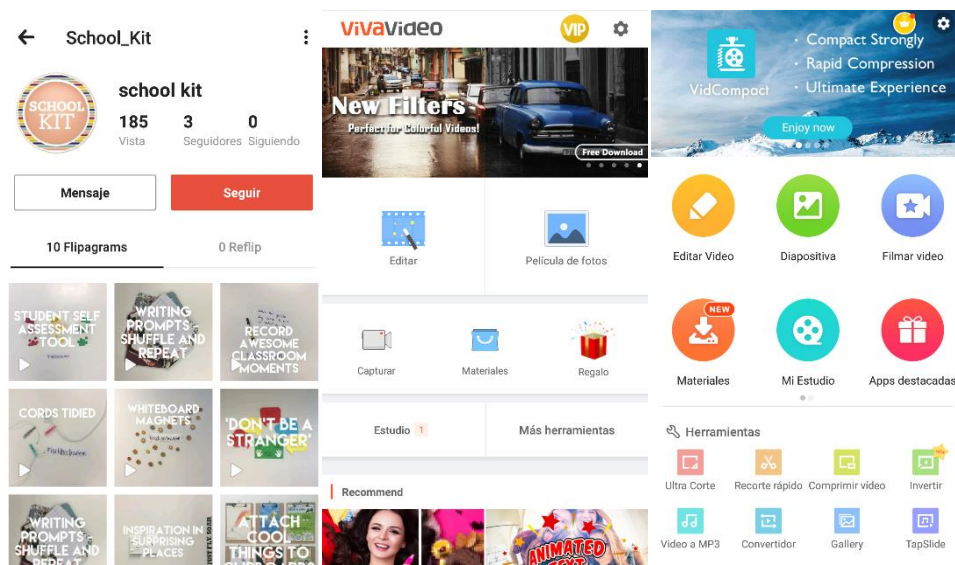 School_Kit
SCHOOL
KIT
school kit
185
3
0
Vista
Seguidores
Siguiendo
Mensaje
Seguir
10 Flipagrams
0 Reflip
STUDENT SELF
ASSESSMENT
TOOL
WRITING
PROMPTS -
SHUFFLE AND
REPEAT
RECORD
AWESOME
CLASSROOM
MOMENTS
CORDS TIDIED
WHITEBOARD
MAGNETS
'DON'T BE A
STRANGER'
WRITING
PROMPTS -
SHUFFLE AND
REPEAT
INSPIRATION IN
SURPRISING
PLACES
ATTACH
COOL
THINGS TO
CLIPBOARDS
VivaVideo
VIP
New Filters
Perfect for Colorful Videos!
Free Download
Editar
Película de fotos
Capturar
Materiales
Regalo
Estudio 1
Más herramientas
Recommend
ANIMATED
TEXT
VidCompact
· Compact Strongly
· Rapid Compression
· Ultimate Experience
Enjoy now
Editar Video
Diapositiva
Filmar video
NEW
Materiales
Mi Estudio
Apps destacadas
Herramientas
Ultra Corte
Recorte rápido
Comprimir vídeo
Invertir
Video a MP3
Convertidor
Gallery
TapSlide